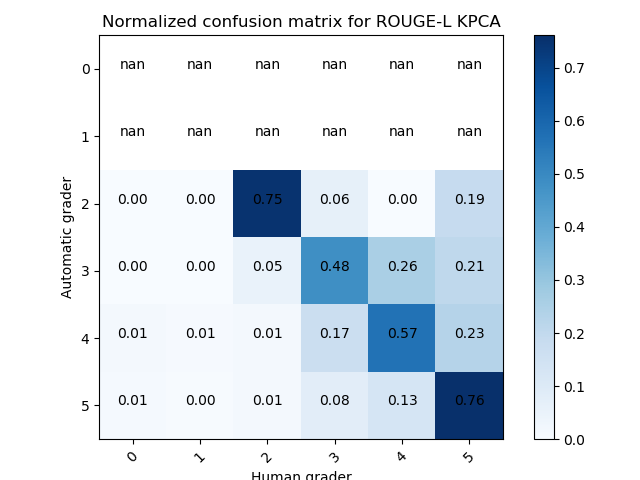 Normalized confusion matrix for ROUGE-L KPCA
0 nan nan nan nan nan nan
1 nan nan nan nan nan nan
2 0.00 0.00 0.75 0.06 0.00 0.19
3 0.00 0.00 0.05 0.48 0.26 0.21
4 0.01 0.01 0.01 0.17 0.57 0.23
5 0.01 0.00 0.01 0.08 0.13 0.76
0 1 2 3 4 5
Automatic grader
Human grader
0.7
0.6
0.5
0.4
0.3
0.2
0.1
0.0